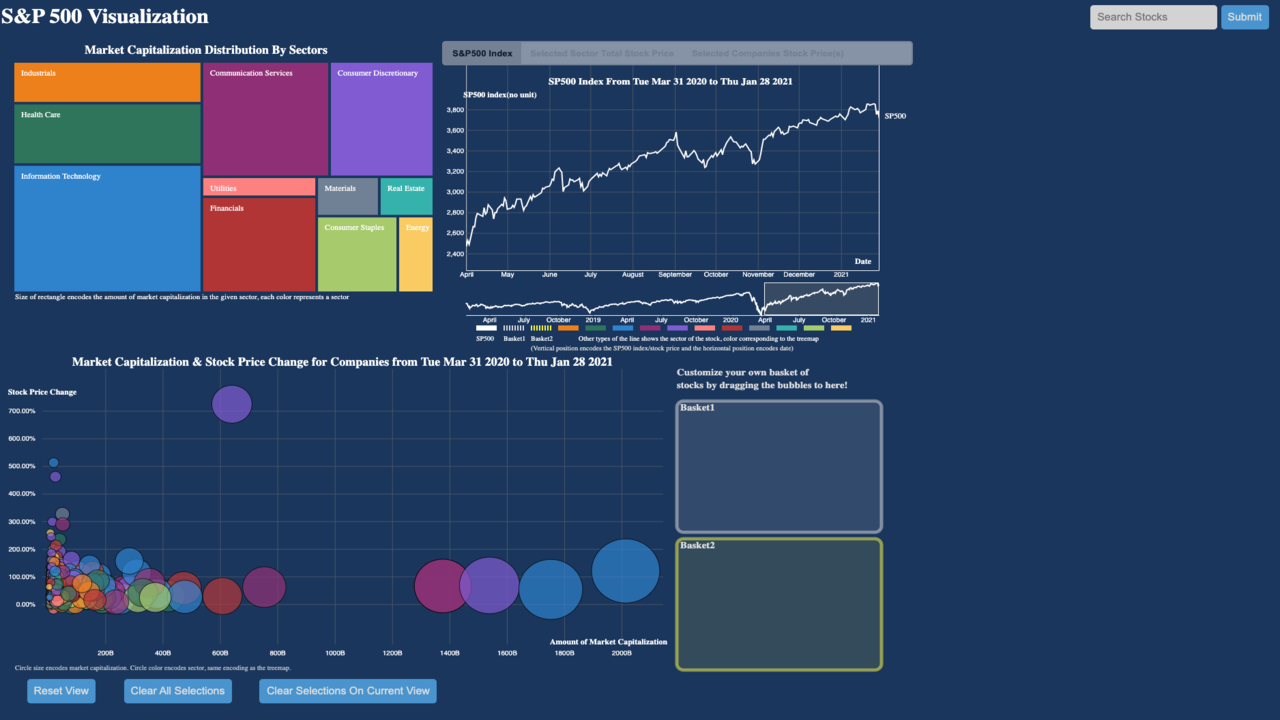 S&P 500 Visualization
Search Stocks
Submit
Market Capitalization Distribution By Sectors
Industrials
Health Care
Information Technology
Communication Services
Consumer Discretionary
Utilities
Financials
Materials
Real Estate
Consumer Staples
Energy
Size of rectangle encodes the amount of market capitalization in the given sector, each color represents a sector
S&P500 Index
Selected Sector Total Stock Price
Selected Companies Stock Price(s)
SP500 Index From Tue Mar 31 2020 to Thu Jan 28 2021
SP500 index(no unit)
3,800
3,600
3,400
3,200
3,000
2,800
2,600
2,400
SP500
Date
April May June July August September October November December 2021
April July October 2019 April July October 2020 April July October 2021
SP500 Basket1 Basket2 Other types of the line shows the sector of the stock, color corresponding to the treemap
(Vertical position encodes the SP500 index/stock price and the horizontal position encodes date)
Market Capitalization & Stock Price Change for Companies from Tue Mar 31 2020 to Thu Jan 28 2021
Stock Price Change
700.00%
600.00%
500.00%
400.00%
300.00%
200.00%
100.00%
0.00%
Amount of Market Capitalization
200B 400B 600B 800B 1000B 1200B 1400B 1600B 1800B 2000B
Circle size encodes market capitalization. Circle color encodes sector, same encoding as the treemap.
Customize your own basket of
stocks by dragging the bubbles to here!
Basket1
Basket2
Reset View
Clear All Selections
Clear Selections On Current View